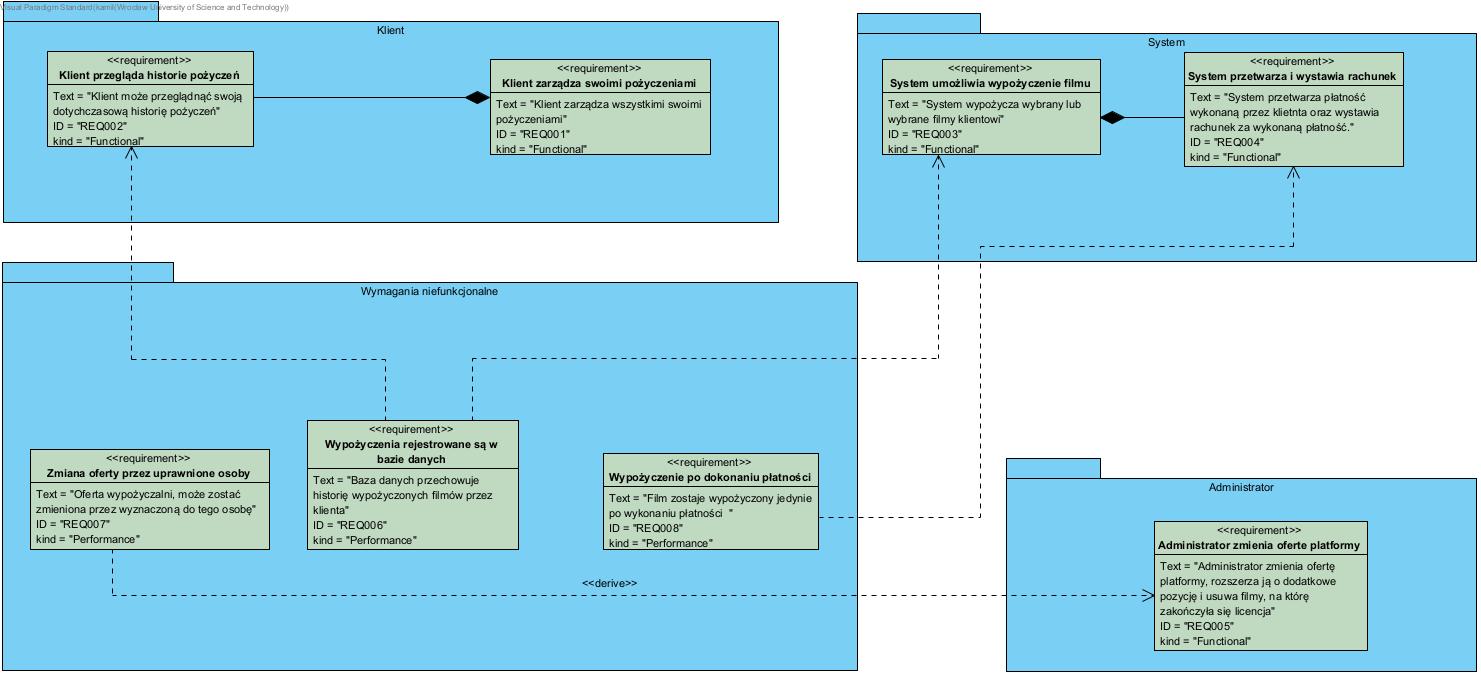 Visual Paradigm Standard(kamil(Wroclaw University of Science and Technology))
Klient
<<requirement>>
Klient przegląda historie pożyczeń
Text = "Klient może przeglądnąć swoją
dotychczasową historię pożyczeń"
ID = "REQ002"
kind = "Functional"
<<requirement>>
Klient zarządza swoimi pożyczeniami
Text = "Klient zarządza wszystkimi swoimi
pożyczeniami"
ID = "REQ001"
kind = "Functional"
System
<<requirement>>
System umożliwia wypożyczenie filmu
Text = "System wypożycza wybrany lub
wybrane filmy klientowi"
ID = "REQ003"
kind = "Functional"
<<requirement>>
System przetwarza i wystawia rachunek
Text = "System przetwarza płatność
wykonaną przez klietnta oraz wystawia
rachunek za wykonaną płatność."
ID = "REQ004"
kind = "Functional"
Wymagania niefunkcjonalne
<<requirement>>
Zmiana oferty przez uprawnione osoby
Text = "Oferta wypożyczalni, może zostać
zmieniona przez wyznaczoną do tego osobę"
ID = "REQ007"
kind = "Performance"
<<requirement>>
Wypożyczenia rejestrowane są w
bazie danych
Text = "Baza danych przechowuje
historię wypożyczonych filmów przez
klienta"
ID = "REQ006"
kind = "Performance"
<<requirement>>
Wypożyczenie po dokonaniu płatności
Text = "Film zostaje wypożyczony jedynie
po wykonaniu płatności  "
ID = "REQ008"
kind = "Performance"
<<derive>>
Administrator
<<requirement>>
Administrator zmienia oferte platformy
Text = "Administrator zmienia ofertę
platformy, rozszerza ją o dodatkowe
pozycję i usuwa filmy, na którę
zakończyła się licencja"
ID = "REQ005"
kind = "Functional"